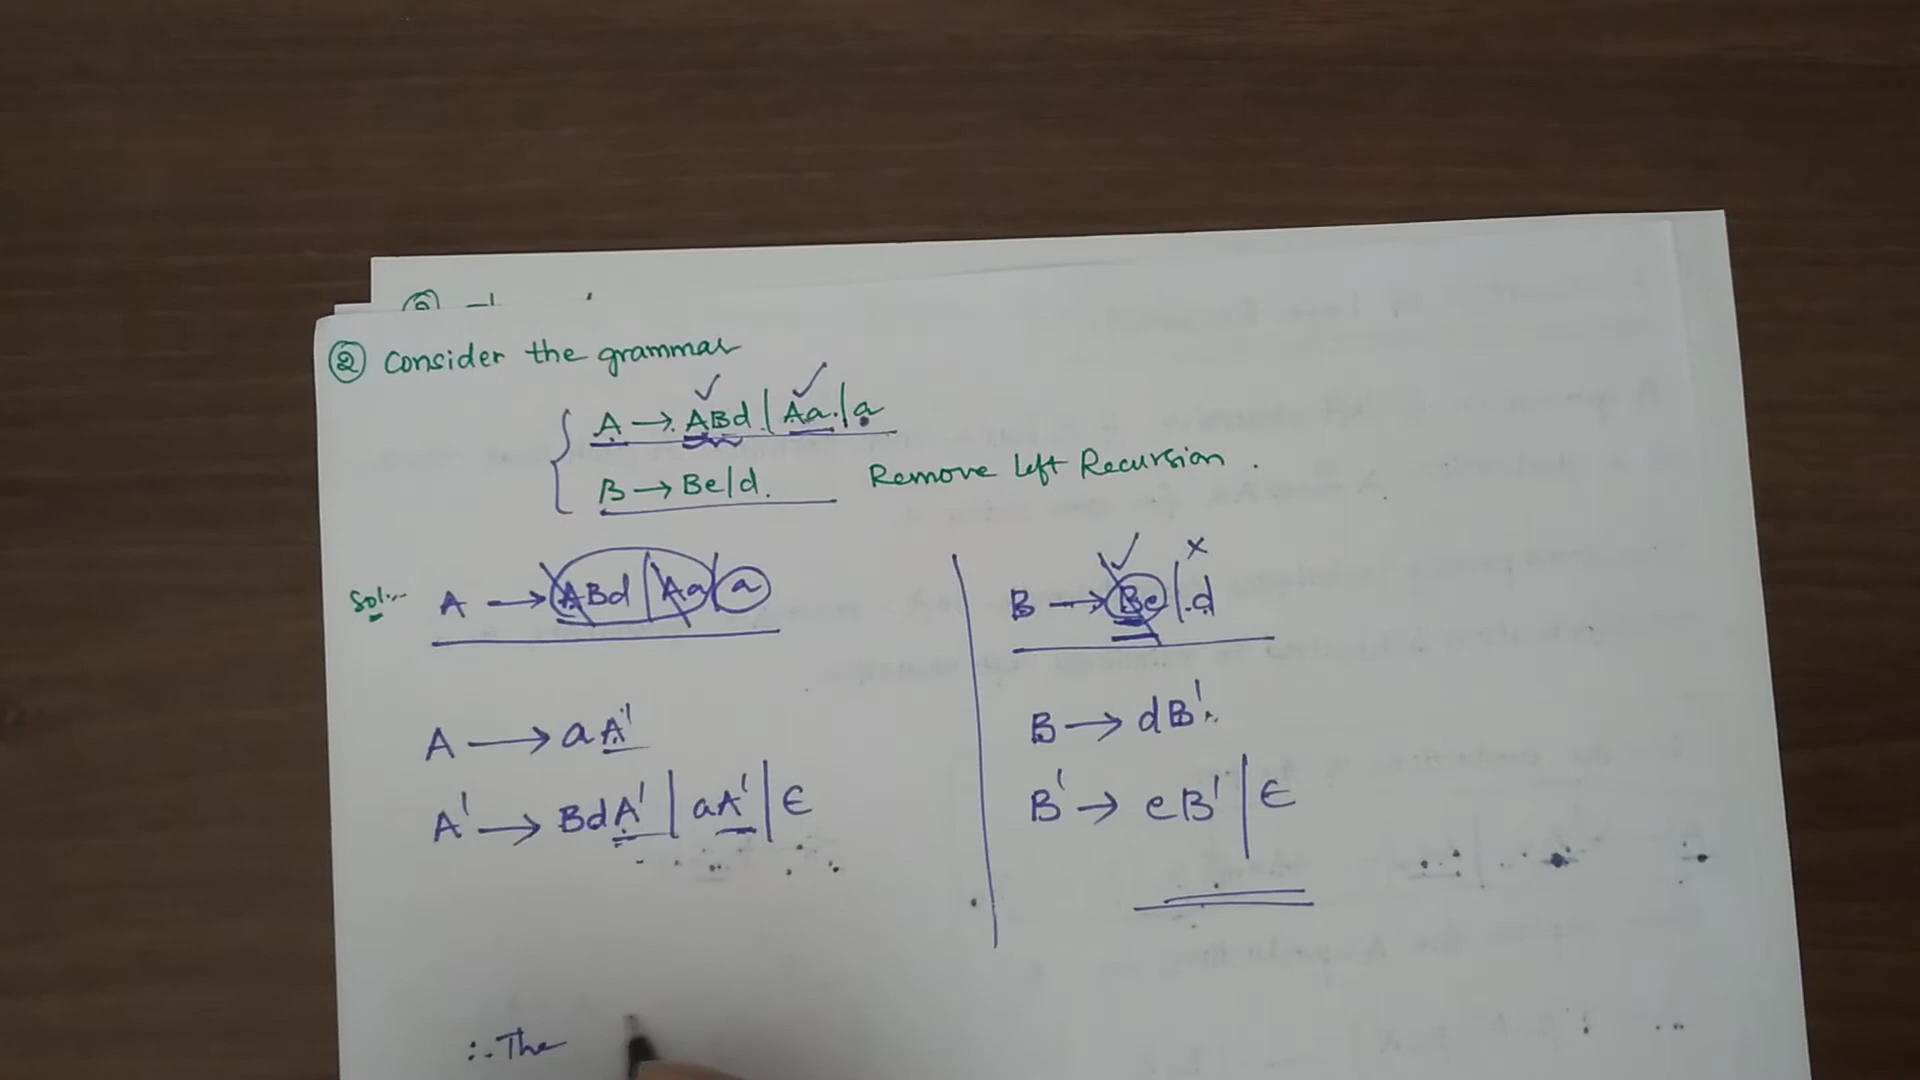 ② Consider the grammar
A → ABd | Aa | a
B → Be/d. Remove left Recursion.
Sol:-
A → ABd | Aa | a
A → aA'
A' → BdA' | aA' | ϵ
B → Be | d
B → dB'
B' → eB' | ϵ
∴ The